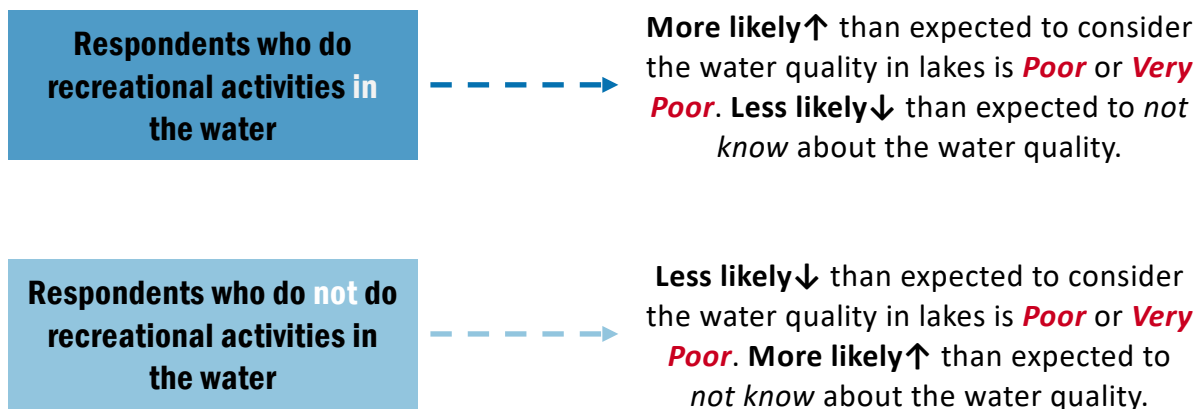 Respondents who do
recreational activities in
the water
More likely↑ than expected to consider
the water quality in lakes is Poor or Very
Poor. Less likely↓ than expected to not
know about the water quality.
Respondents who do not do
recreational activities in
the water
Less likely↓ than expected to consider
the water quality in lakes is Poor or Very
Poor. More likely↑ than expected to
not know about the water quality.